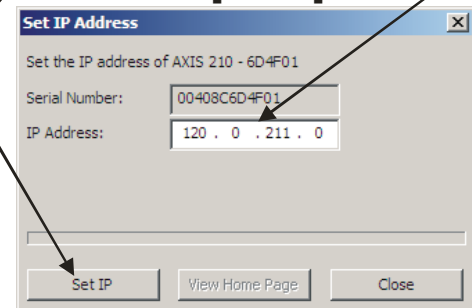 Set IP Address
Set the IP address of AXIS 210 - 6D4F01
Serial Number: 00408C6D4F01
IP Address: 120 . 0 . 211 . 0
Set IP View Home Page Close